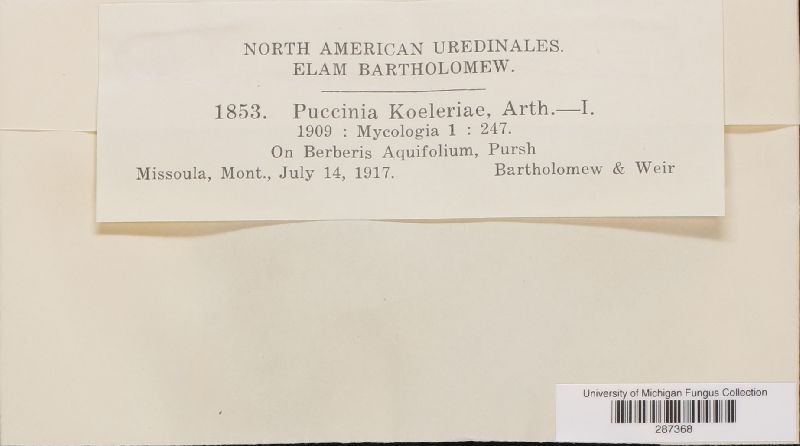 NORTH AMERICAN UREDINALES.
ELAM BARTHOLOMEW.
1853. Puccinia Koeleriae, Arth.—I.
1909 : Mycologia 1 : 247.
On Berberis Aquifolium, Pursh
Missoula, Mont., July 14, 1917. Bartholomew & Weir
University of Michigan Fungus Collection
287368